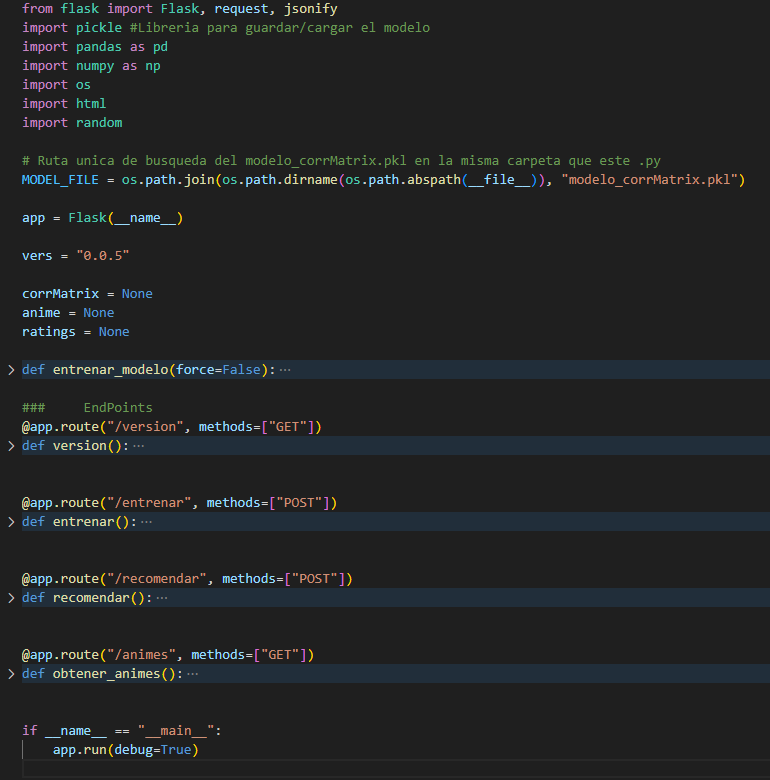 from flask import Flask, request, jsonify
import pickle #Libreria para guardar/cargar el modelo
import pandas as pd
import numpy as np
import os
import html
import random
# Ruta unica de busqueda del modelo_corrMatrix.pkl en la misma carpeta que este .py
MODEL_FILE = os.path.join(os.path.dirname(os.path.abspath(__file__)), "modelo_corrMatrix.pkl")
app = Flask(__name__)
vers = "0.0.5"
corrMatrix = None
anime = None
ratings = None
def entrenar_modelo(force=False): ···
###     EndPoints
@app.route("/version", methods=["GET"])
def version(): ···
@app.route("/entrenar", methods=["POST"])
def entrenar(): ···
@app.route("/recomendar", methods=["POST"])
def recomendar(): ···
@app.route("/animes", methods=["GET"])
def obtener_animes(): ···
if __name__ == "__main__":
    app.run(debug=True)